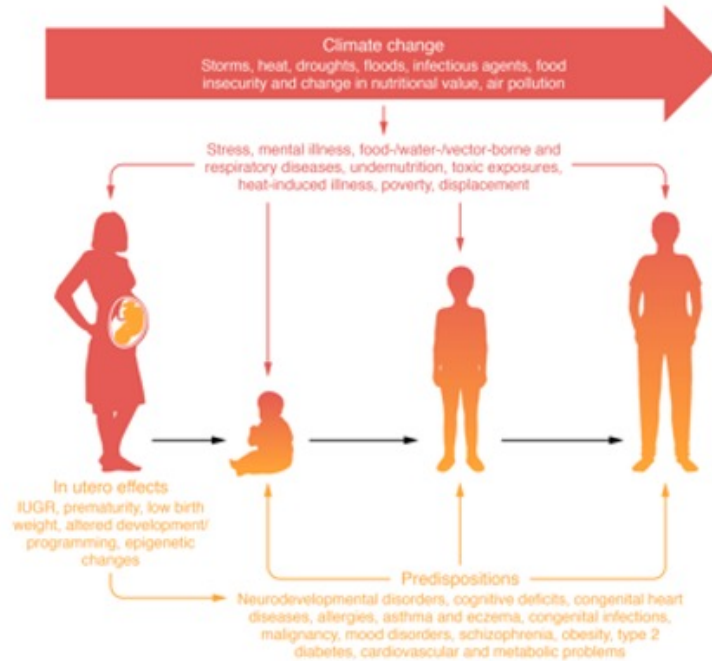 Climate change
Storms, heat, droughts, floods, infectious agents, food
insecurity and change in nutritional value, air pollution
Stress, mental illness, food-/water-/vector-borne and
respiratory diseases, undernutrition, toxic exposures,
heat-induced illness, poverty, displacement
In utero effects
IUGR, prematurity, low birth
weight, altered development/
programming, epigenetic
changes
Predispositions
Neurodevelopmental disorders, cognitive deficits, congenital heart
diseases, allergies, asthma and eczema, congenital infections,
malignancy, mood disorders, schizophrenia, obesity, type 2
diabetes, cardiovascular and metabolic problems